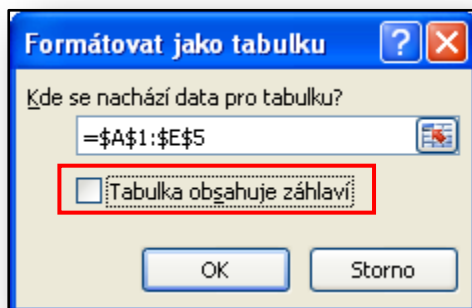 Formátovat jako tabulku
Kde se nachází data pro tabulku?
=$A$1:$E$5
Tabulka obsahuje záhlaví
OK
Storno